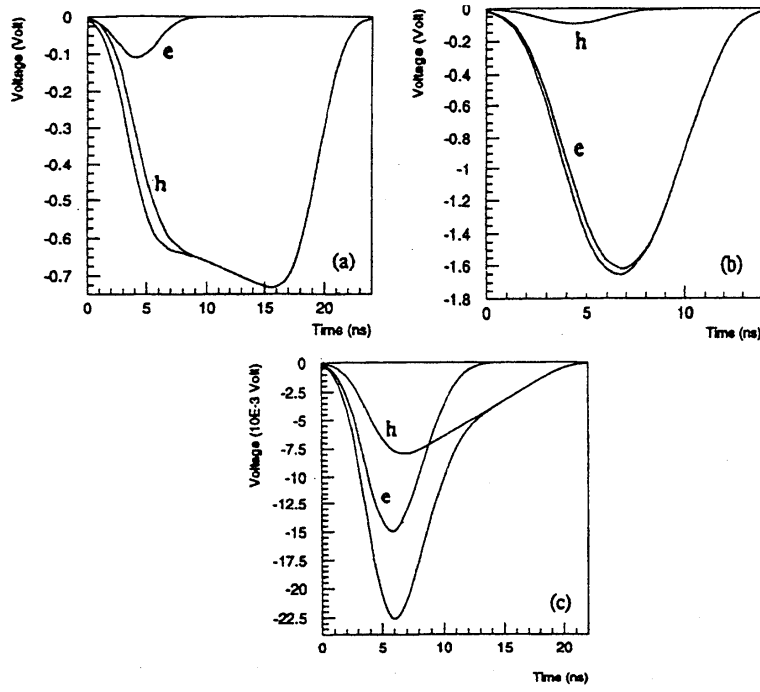 Voltage (Volt)
0
-0.1
-0.2
-0.3
-0.4
-0.5
-0.6
-0.7
e
h
(a)
0
5
10
15
20
Time (ns)
Voltage (Volt)
0
-0.2
-0.4
-0.6
-0.8
-1
-1.2
-1.4
-1.6
-1.8
h
e
(b)
0
5
10
Time (ns)
Voltage (10E-3 Volt)
0
-2.5
-5
-7.5
-10
-12.5
-15
-17.5
-20
-22.5
h
e
(c)
0
5
10
15
20
Time (ns)